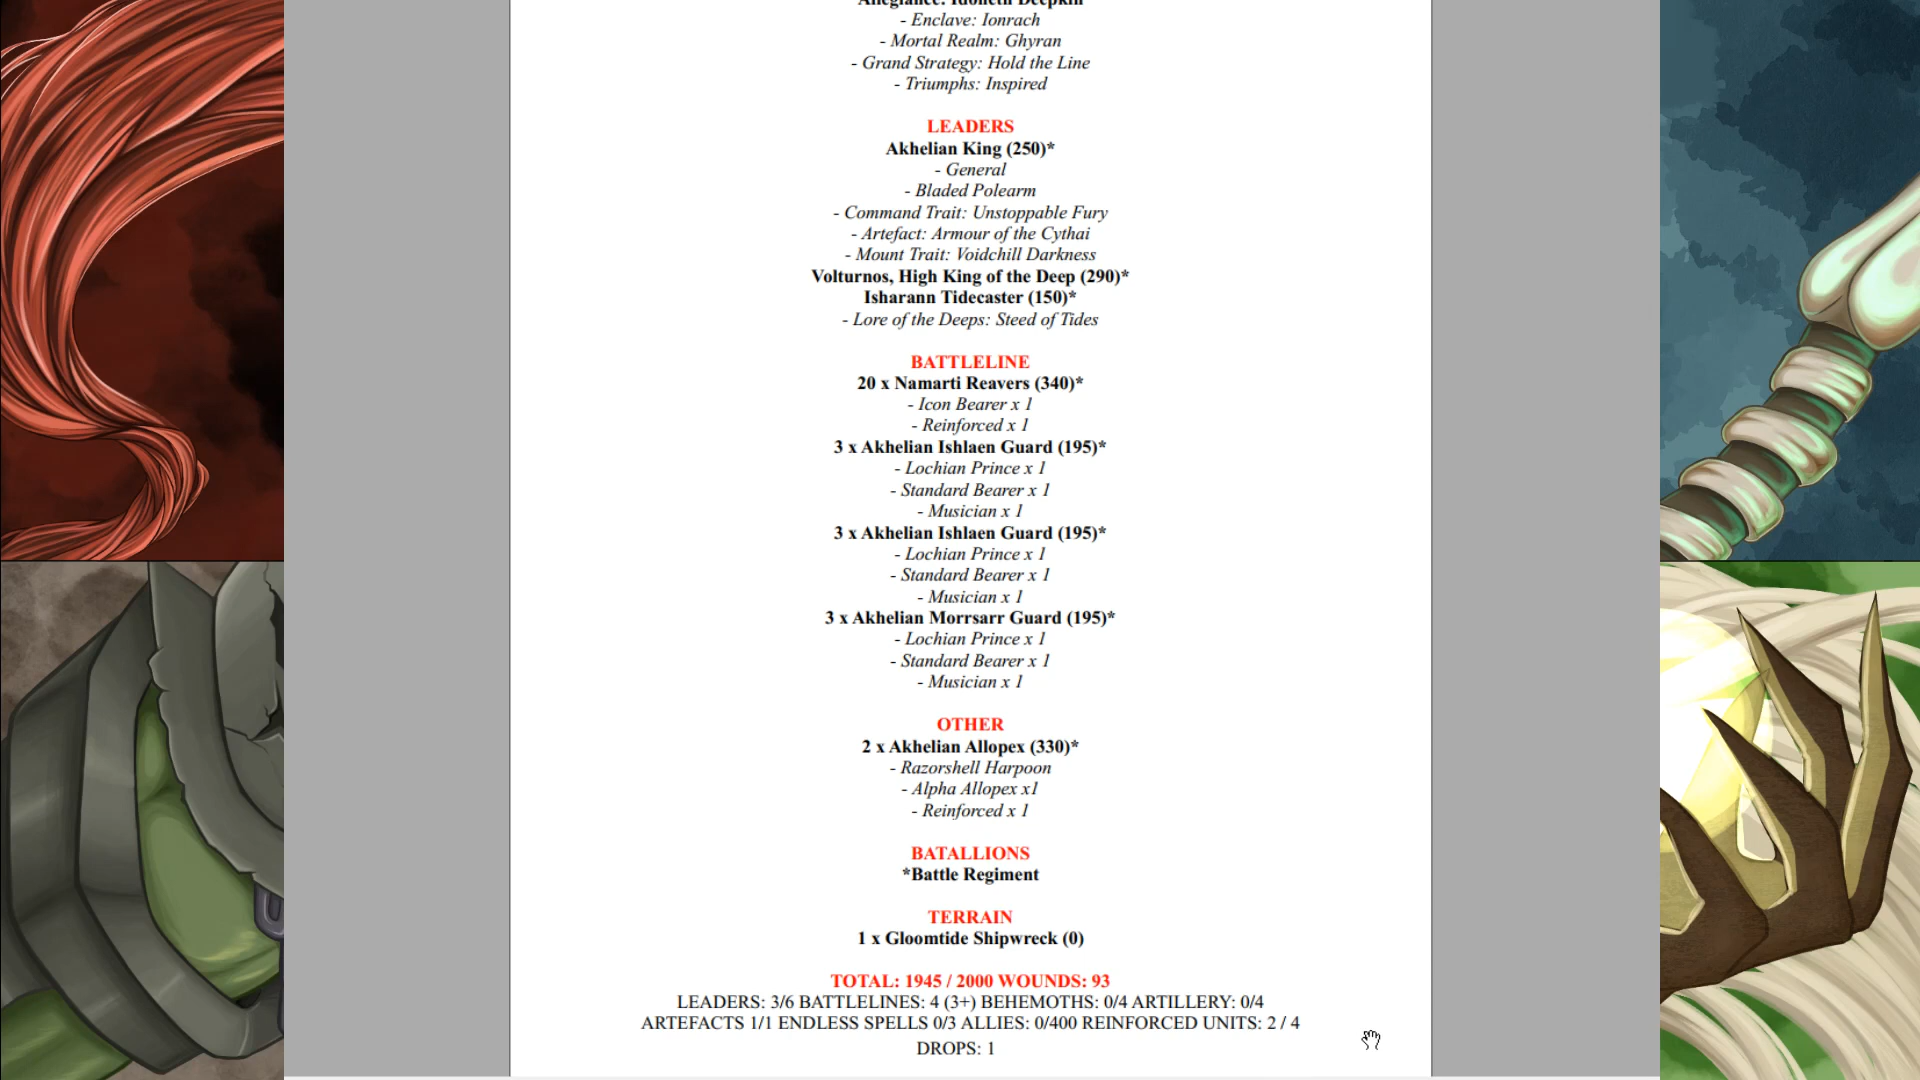 Allegiance: Idoneth Deepkin
- Enclave: Ionrach
- Mortal Realm: Ghyran
- Grand Strategy: Hold the Line
- Triumphs: Inspired
LEADERS
Akhelian King (250)*
- General
- Bladed Polearm
- Command Trait: Unstoppable Fury
- Artefact: Armour of the Cythai
- Mount Trait: Voidchill Darkness
Volturnos, High King of the Deep (290)*
Isharann Tidecaster (150)*
- Lore of the Deeps: Steed of Tides
BATTLELINE
20 x Namarti Reavers (340)*
- Icon Bearer x 1
- Reinforced x 1
3 x Akhelian Ishlaen Guard (195)*
- Lochian Prince x 1
- Standard Bearer x 1
- Musician x 1
3 x Akhelian Ishlaen Guard (195)*
- Lochian Prince x 1
- Standard Bearer x 1
- Musician x 1
3 x Akhelian Morrsarr Guard (195)*
- Lochian Prince x 1
- Standard Bearer x 1
- Musician x 1
OTHER
2 x Akhelian Allopex (330)*
- Razorshell Harpoon
- Alpha Allopex x1
- Reinforced x 1
BATALLIONS
*Battle Regiment
TERRAIN
1 x Gloomtide Shipwreck (0)
TOTAL: 1945 / 2000 WOUNDS: 93
LEADERS: 3/6 BATTLELINES: 4 (3+) BEHEMOTHS: 0/4 ARTILLERY: 0/4
ARTEFACTS 1/1 ENDLESS SPELLS 0/3 ALLIES: 0/400 REINFORCED UNITS: 2 / 4
DROPS: 1